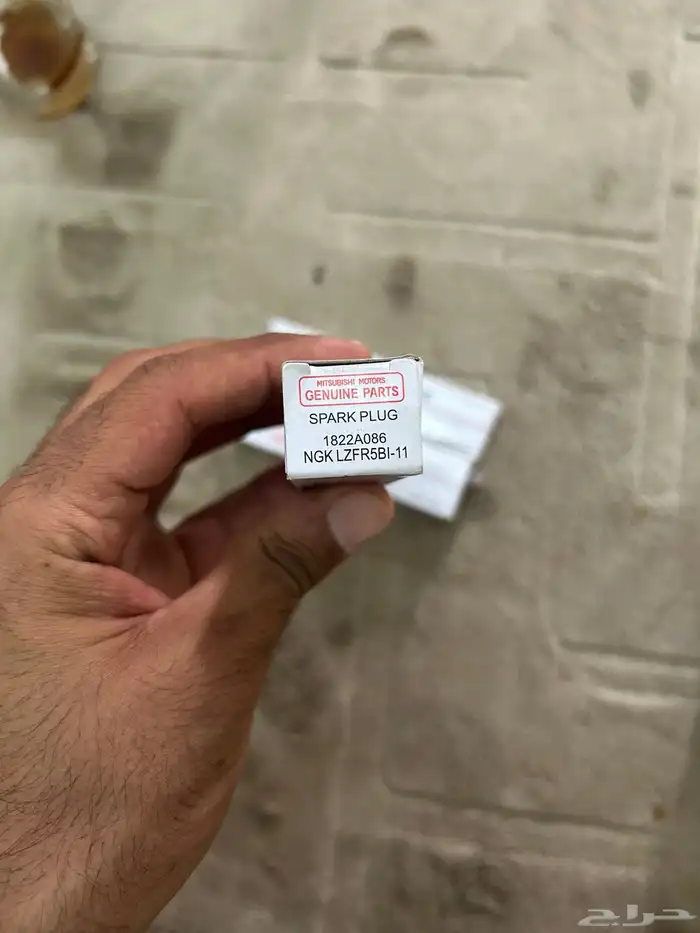 MITSUBISHI MOTORS
GENUINE PARTS
SPARK PLUG
1822A086
NGK LZFR5BI-11
حراج